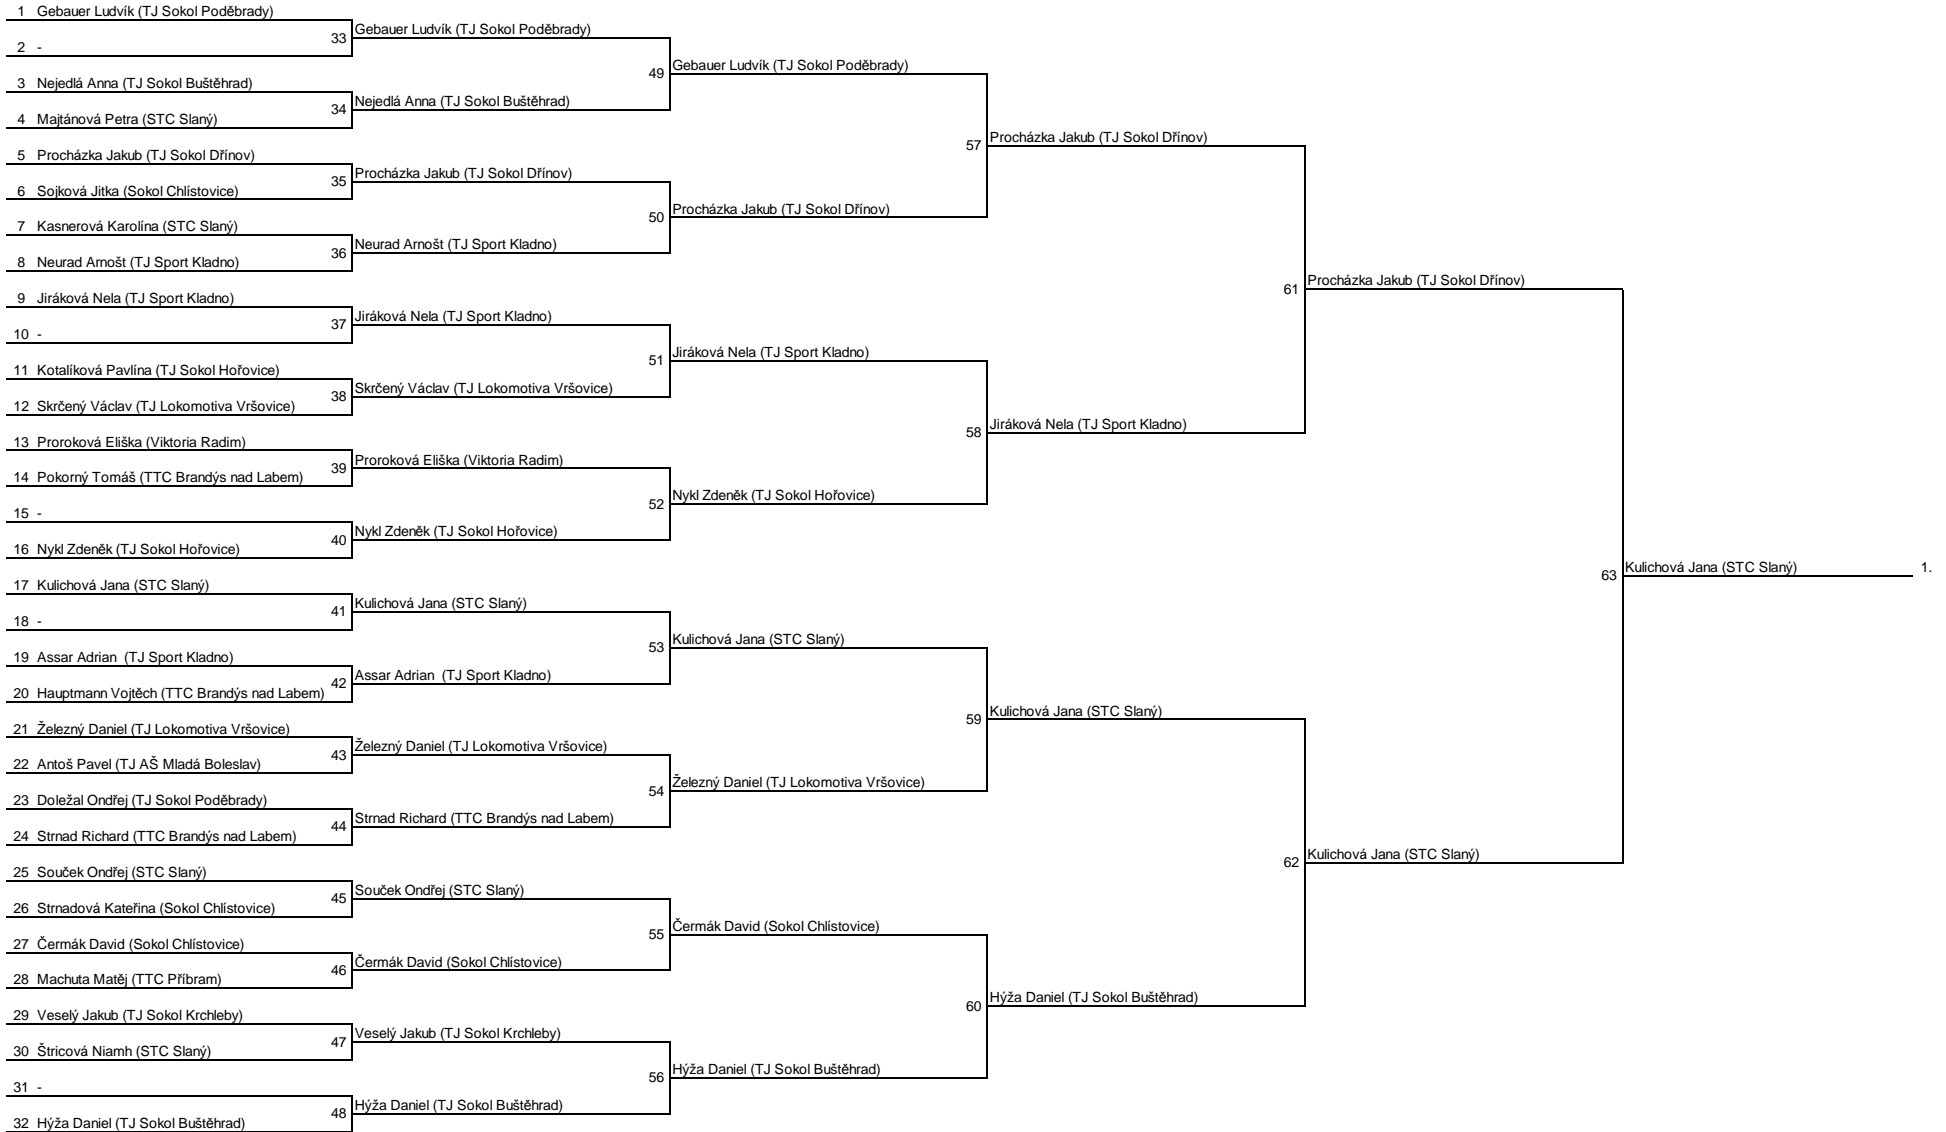 1 Gebauer Ludvík (TJ Sokol Poděbrady)
33 Gebauer Ludvík (TJ Sokol Poděbrady)
2 -
49 Gebauer Ludvík (TJ Sokol Poděbrady)
3 Nejedlá Anna (TJ Sokol Buštěhrad)
34 Nejedlá Anna (TJ Sokol Buštěhrad)
4 Majtánová Petra (STC Slaný)
57 Procházka Jakub (TJ Sokol Dřínov)
5 Procházka Jakub (TJ Sokol Dřínov)
35 Procházka Jakub (TJ Sokol Dřínov)
6 Sojková Jitka (Sokol Chlístovice)
50 Procházka Jakub (TJ Sokol Dřínov)
7 Kasnerová Karolína (STC Slaný)
36 Neurad Arnošt (TJ Sport Kladno)
8 Neurad Arnošt (TJ Sport Kladno)
61 Procházka Jakub (TJ Sokol Dřínov)
9 Jiráková Nela (TJ Sport Kladno)
37 Jiráková Nela (TJ Sport Kladno)
10 -
51 Jiráková Nela (TJ Sport Kladno)
11 Kotalíková Pavlína (TJ Sokol Hořovice)
38 Skrčený Václav (TJ Lokomotiva Vršovice)
12 Skrčený Václav (TJ Lokomotiva Vršovice)
58 Jiráková Nela (TJ Sport Kladno)
13 Proroková Eliška (Viktoria Radim)
39 Proroková Eliška (Viktoria Radim)
14 Pokorný Tomáš (TTC Brandýs nad Labem)
52 Nykl Zdeněk (TJ Sokol Hořovice)
15 -
40 Nykl Zdeněk (TJ Sokol Hořovice)
16 Nykl Zdeněk (TJ Sokol Hořovice)
63 Kulichová Jana (STC Slaný) 1.
17 Kulichová Jana (STC Slaný)
41 Kulichová Jana (STC Slaný)
18 -
53 Kulichová Jana (STC Slaný)
19 Assar Adrian (TJ Sport Kladno)
42 Assar Adrian (TJ Sport Kladno)
20 Hauptmann Vojtěch (TTC Brandýs nad Labem)
59 Kulichová Jana (STC Slaný)
21 Železný Daniel (TJ Lokomotiva Vršovice)
43 Železný Daniel (TJ Lokomotiva Vršovice)
22 Antoš Pavel (TJ AŠ Mladá Boleslav)
54 Železný Daniel (TJ Lokomotiva Vršovice)
23 Doležal Ondřej (TJ Sokol Poděbrady)
44 Strnad Richard (TTC Brandýs nad Labem)
24 Strnad Richard (TTC Brandýs nad Labem)
62 Kulichová Jana (STC Slaný)
25 Souček Ondřej (STC Slaný)
45 Souček Ondřej (STC Slaný)
26 Strnadová Kateřina (Sokol Chlístovice)
55 Čermák David (Sokol Chlístovice)
27 Čermák David (Sokol Chlístovice)
46 Čermák David (Sokol Chlístovice)
28 Machuta Matěj (TTC Příbram)
60 Hýža Daniel (TJ Sokol Buštěhrad)
29 Veselý Jakub (TJ Sokol Krchleby)
47 Veselý Jakub (TJ Sokol Krchleby)
30 Štricová Niamh (STC Slaný)
56 Hýža Daniel (TJ Sokol Buštěhrad)
31 -
48 Hýža Daniel (TJ Sokol Buštěhrad)
32 Hýža Daniel (TJ Sokol Buštěhrad)